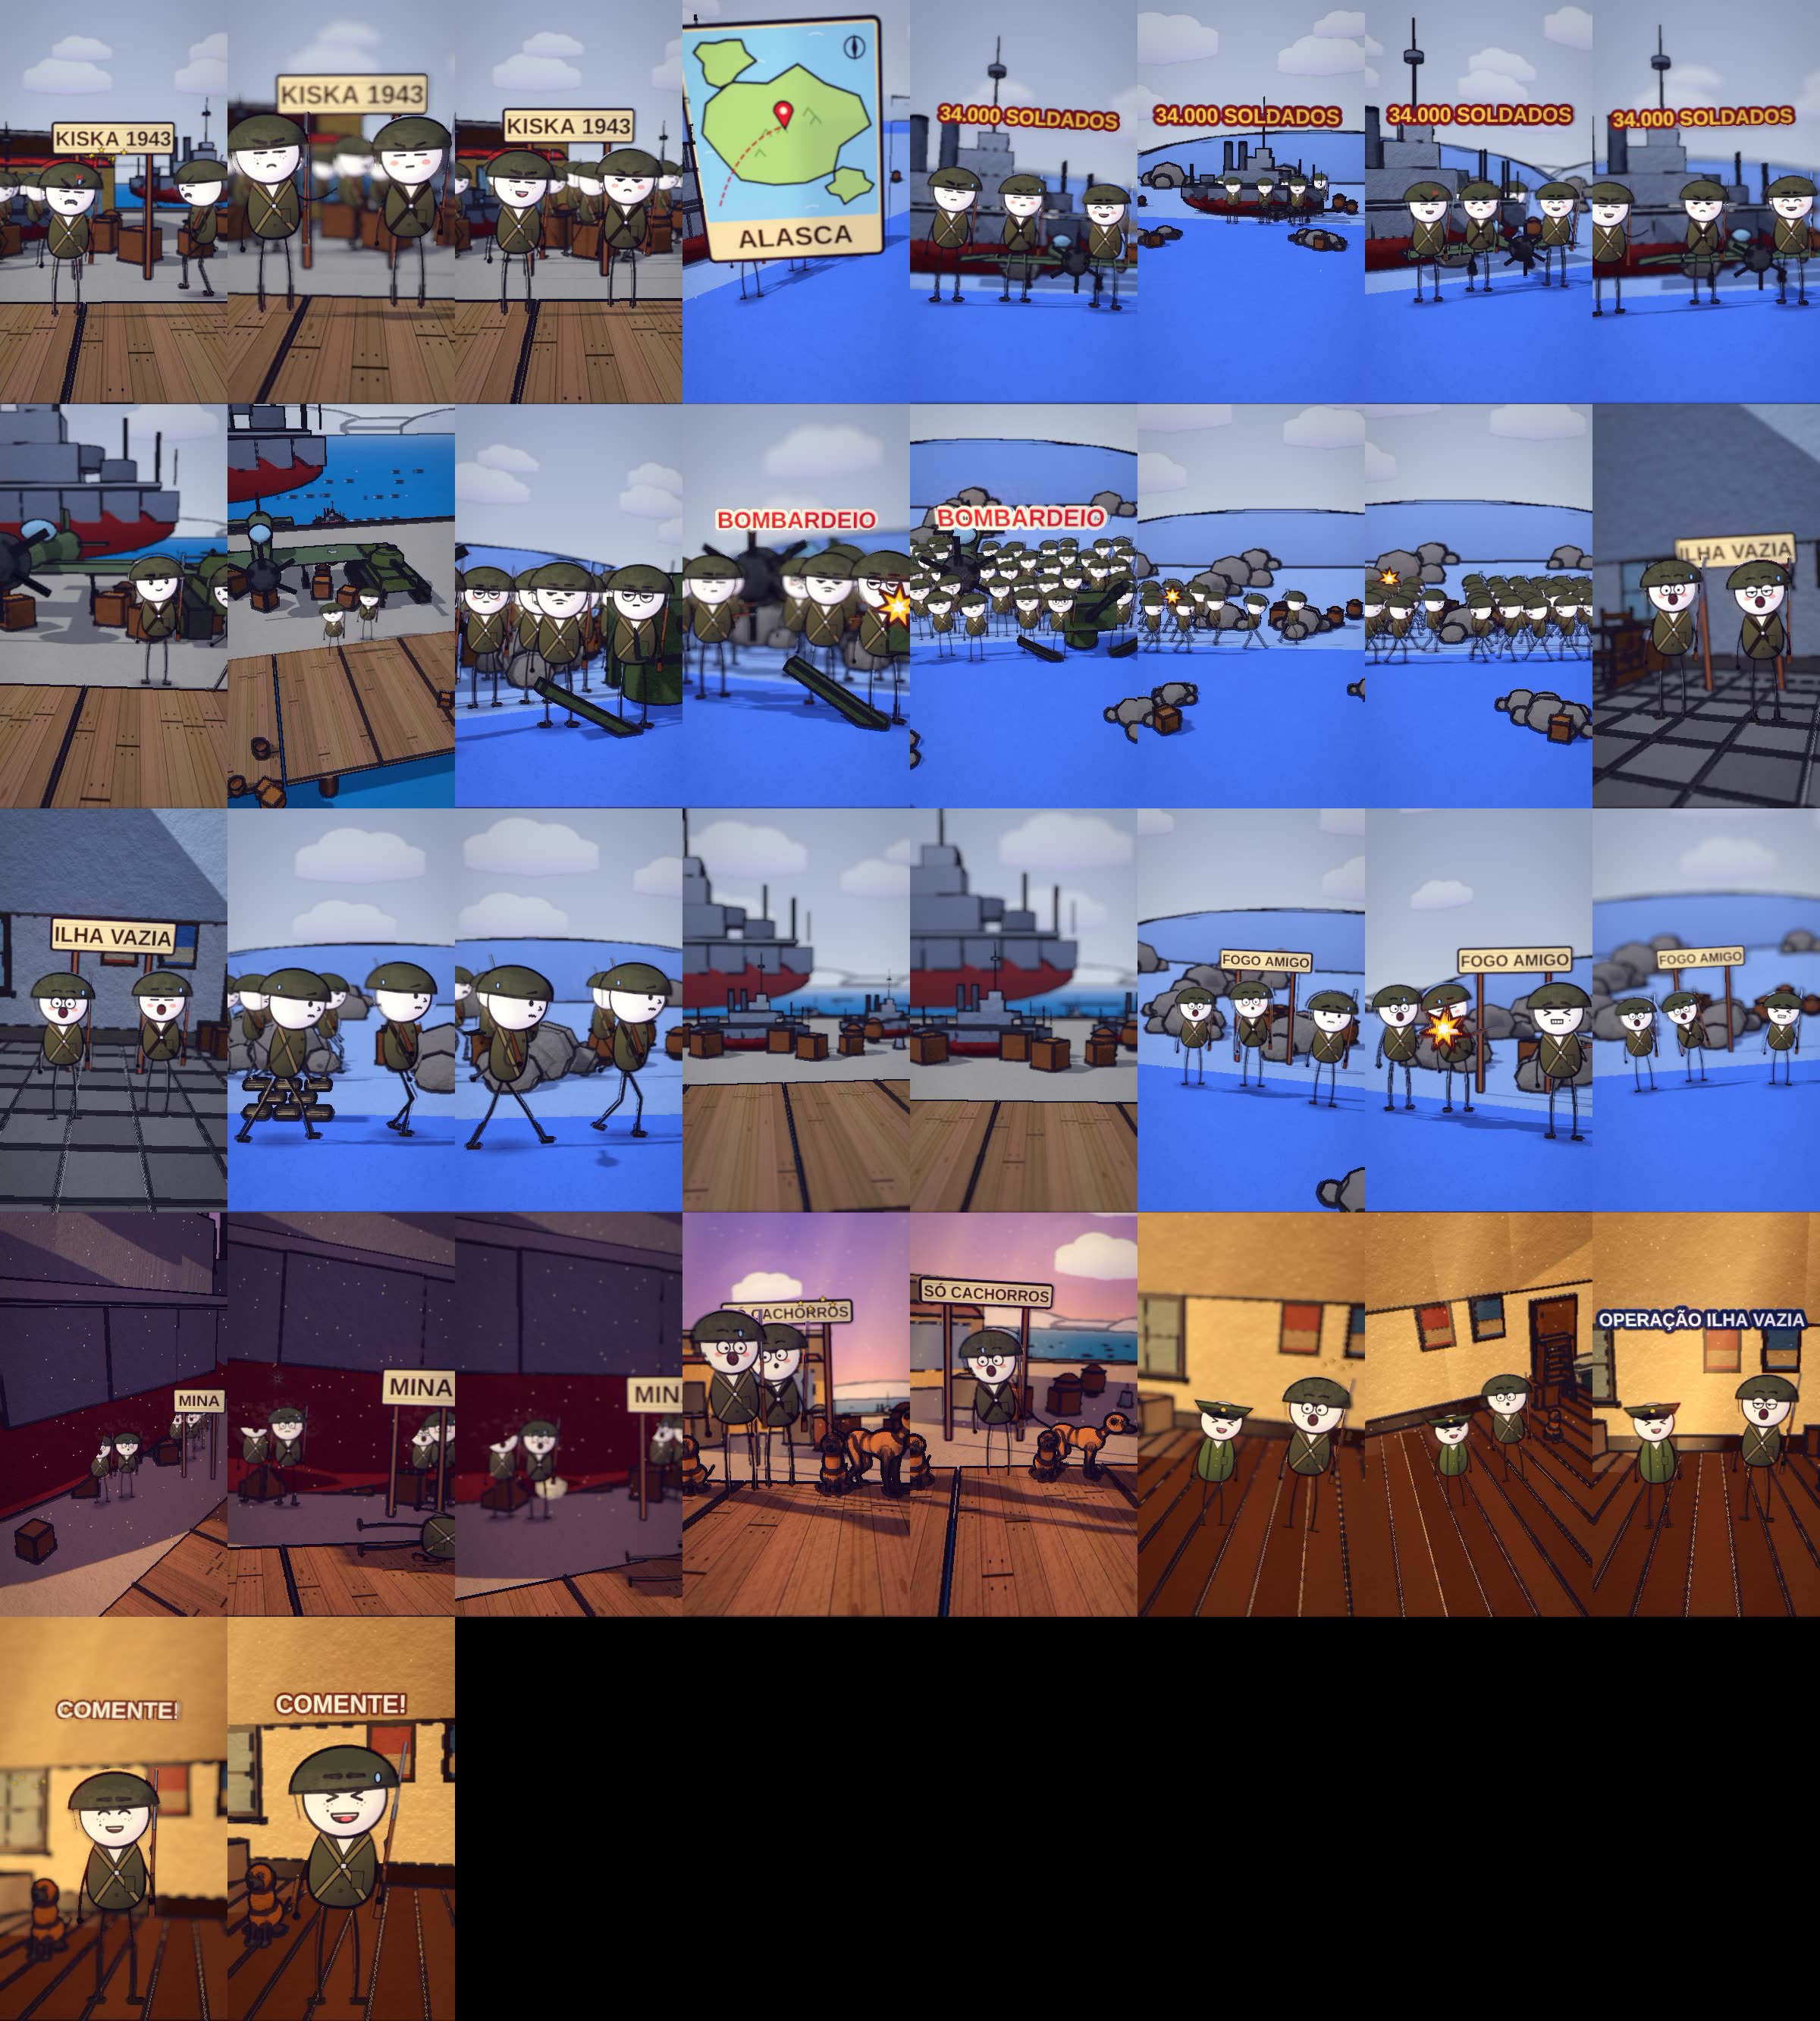 KISKA 1943
KISKA 1943
KISKA 1943
ALASCA
34.000 SOLDADOS
34.000 SOLDADOS
34.000 SOLDADOS
34.000 SOLDADOS
BOMBARDEIO
BOMBARDEIO
ILHA VAZIA
ILHA VAZIA
FOGO AMIGO
FOGO AMIGO
FOGO AMIGO
MINA
MINA
MIN
CACHORROS
SÓ CACHORROS
OPERAÇÃO ILHA VAZIA
COMENTE!
COMENTE!